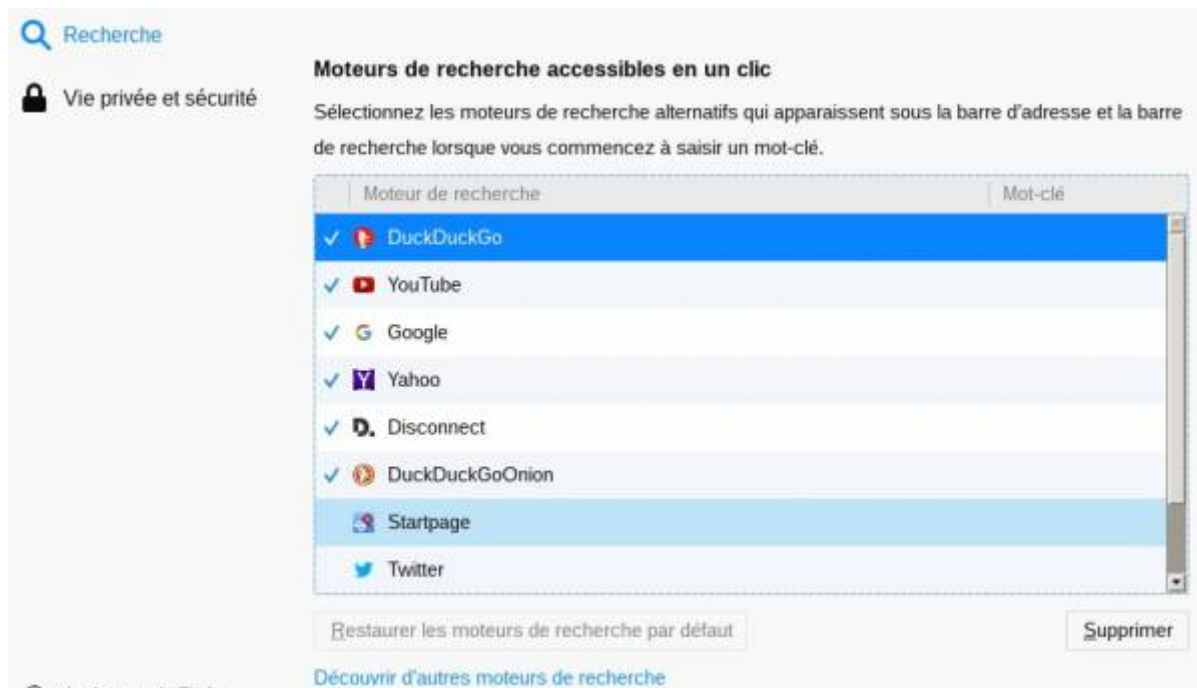 Recherche
Vie privée et sécurité
Moteurs de recherche accessibles en un clic
Sélectionnez les moteurs de recherche alternatifs qui apparaissent sous la barre d'adresse et la barre
de recherche lorsque vous commencez à saisir un mot-clé.
Moteur de recherche Mot-clé
DuckDuckGo
YouTube
Google
Yahoo
Disconnect
DuckDuckGoOnion
Startpage
Twitter
Restaurer les moteurs de recherche par défaut Supprimer
Découvrir d'autres moteurs de recherche